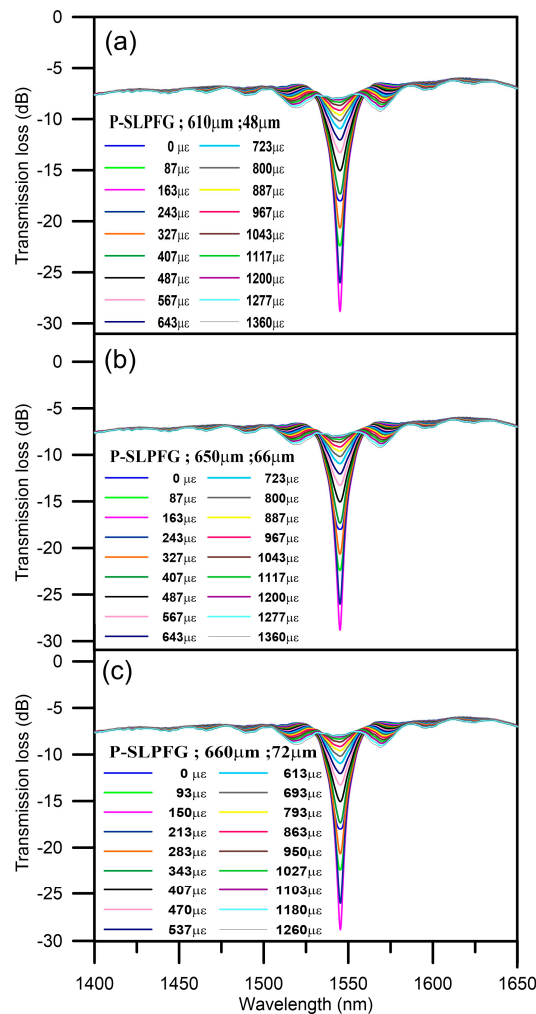 0
(a)
-5
-10
P-SLPFG ; 610μm ;48μm
0 με 723με
87με 800με
-15
163με 887με
243με 967με
-20
327με 1043με
407με 1117με
-25
487με 1200με
567με 1277με
-30
643με 1360με
Transmission loss (dB)
0
(b)
-5
-10
P-SLPFG ; 650μm ;66μm
0 με 723με
87με 800με
-15
163με 887με
243με 967με
-20
327με 1043με
407με 1117με
-25
487με 1200με
567με 1277με
-30
643με 1360με
Transmission loss (dB)
0
(c)
-5
-10
P-SLPFG ; 660μm ;72μm
0 με 613με
93με 693με
-15
150με 793με
213με 863με
-20
283με 950με
343με 1027με
-25
407με 1103με
470με 1180με
-30
537με 1260με
Transmission loss (dB)
1400 1450 1500 1550 1600 1650
Wavelength (nm)